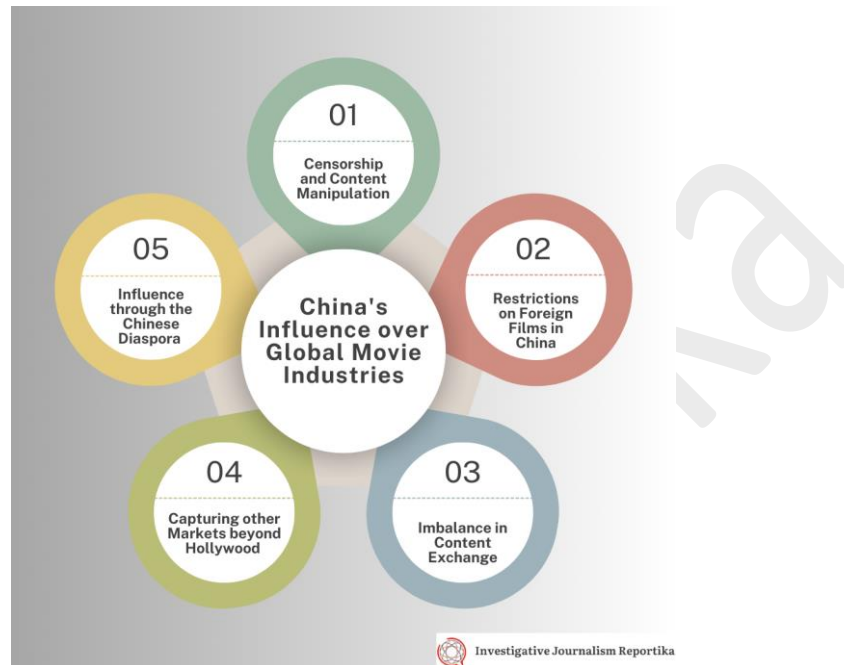 01
Censorship
and Content
Manipulation
05
Influence
through the
Chinese
Diaspora
02
Restrictions
on Foreign
Films in
China
China's
Influence over
Global Movie
Industries
04
Capturing other
Markets beyond
Hollywood
03
Imbalance in
Content
Exchange
Investigative Journalism Reportika